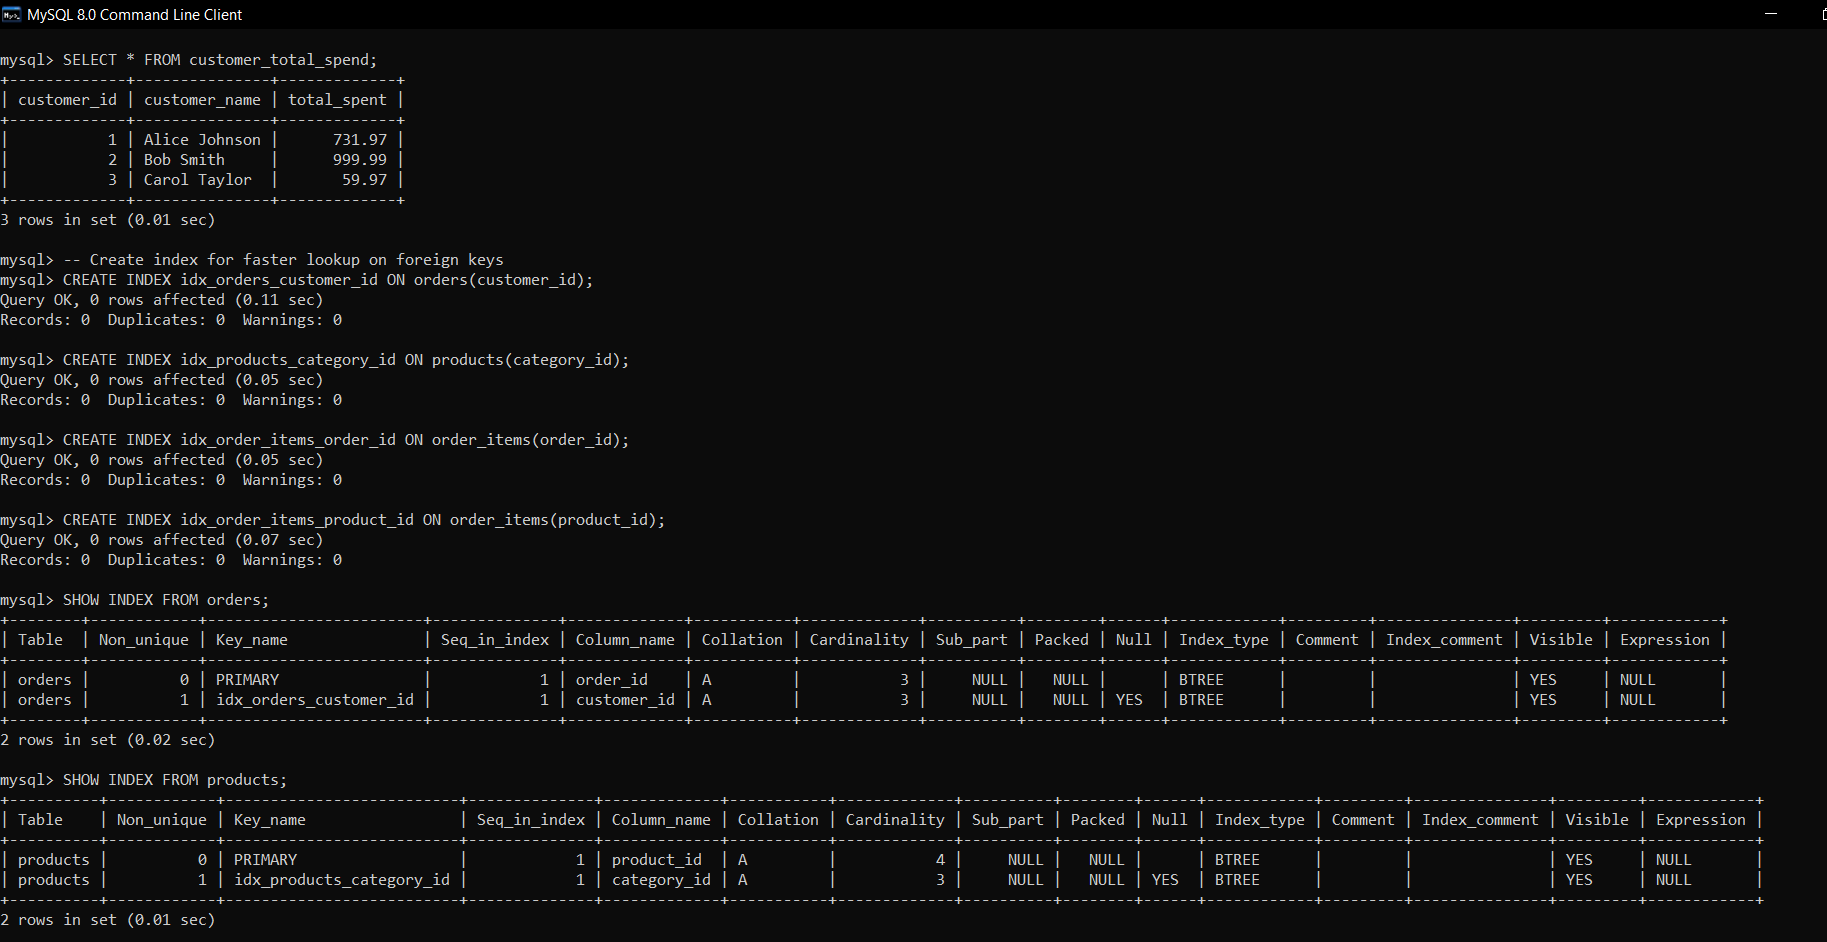 MySQL 8.0 Command Line Client
mysql> SELECT * FROM customer_total_spend;
+-------------+---------------+-------------+
| customer_id | customer_name | total_spent |
+-------------+---------------+-------------+
|           1 | Alice Johnson |      731.97 |
|           2 | Bob Smith     |      999.99 |
|           3 | Carol Taylor  |       59.97 |
+-------------+---------------+-------------+
3 rows in set (0.01 sec)
mysql> -- Create index for faster lookup on foreign keys
mysql> CREATE INDEX idx_orders_customer_id ON orders(customer_id);
Query OK, 0 rows affected (0.11 sec)
Records: 0  Duplicates: 0  Warnings: 0
mysql> CREATE INDEX idx_products_category_id ON products(category_id);
Query OK, 0 rows affected (0.05 sec)
Records: 0  Duplicates: 0  Warnings: 0
mysql> CREATE INDEX idx_order_items_order_id ON order_items(order_id);
Query OK, 0 rows affected (0.05 sec)
Records: 0  Duplicates: 0  Warnings: 0
mysql> CREATE INDEX idx_order_items_product_id ON order_items(product_id);
Query OK, 0 rows affected (0.07 sec)
Records: 0  Duplicates: 0  Warnings: 0
mysql> SHOW INDEX FROM orders;
+--------+------------+------------------------+--------------+-------------+-----------+-------------+----------+--------+------+------------+---------+---------------+---------+------------+
| Table  | Non_unique | Key_name               | Seq_in_index | Column_name | Collation | Cardinality | Sub_part | Packed | Null | Index_type | Comment | Index_comment | Visible | Expression |
+--------+------------+------------------------+--------------+-------------+-----------+-------------+----------+--------+------+------------+---------+---------------+---------+------------+
| orders |          0 | PRIMARY                |            1 | order_id    | A         |           3 |     NULL |   NULL |      | BTREE      |         |               | YES     | NULL       |
| orders |          1 | idx_orders_customer_id |            1 | customer_id | A         |           3 |     NULL |   NULL | YES  | BTREE      |         |               | YES     | NULL       |
+--------+------------+------------------------+--------------+-------------+-----------+-------------+----------+--------+------+------------+---------+---------------+---------+------------+
2 rows in set (0.02 sec)
mysql> SHOW INDEX FROM products;
+----------+------------+--------------------------+--------------+-------------+-----------+-------------+----------+--------+------+------------+---------+---------------+---------+------------+
| Table    | Non_unique | Key_name                 | Seq_in_index | Column_name | Collation | Cardinality | Sub_part | Packed | Null | Index_type | Comment | Index_comment | Visible | Expression |
+----------+------------+--------------------------+--------------+-------------+-----------+-------------+----------+--------+------+------------+---------+---------------+---------+------------+
| products |          0 | PRIMARY                  |            1 | product_id  | A         |           4 |     NULL |   NULL |      | BTREE      |         |               | YES     | NULL       |
| products |          1 | idx_products_category_id |            1 | category_id | A         |           3 |     NULL |   NULL | YES  | BTREE      |         |               | YES     | NULL       |
+----------+------------+--------------------------+--------------+-------------+-----------+-------------+----------+--------+------+------------+---------+---------------+---------+------------+
2 rows in set (0.01 sec)